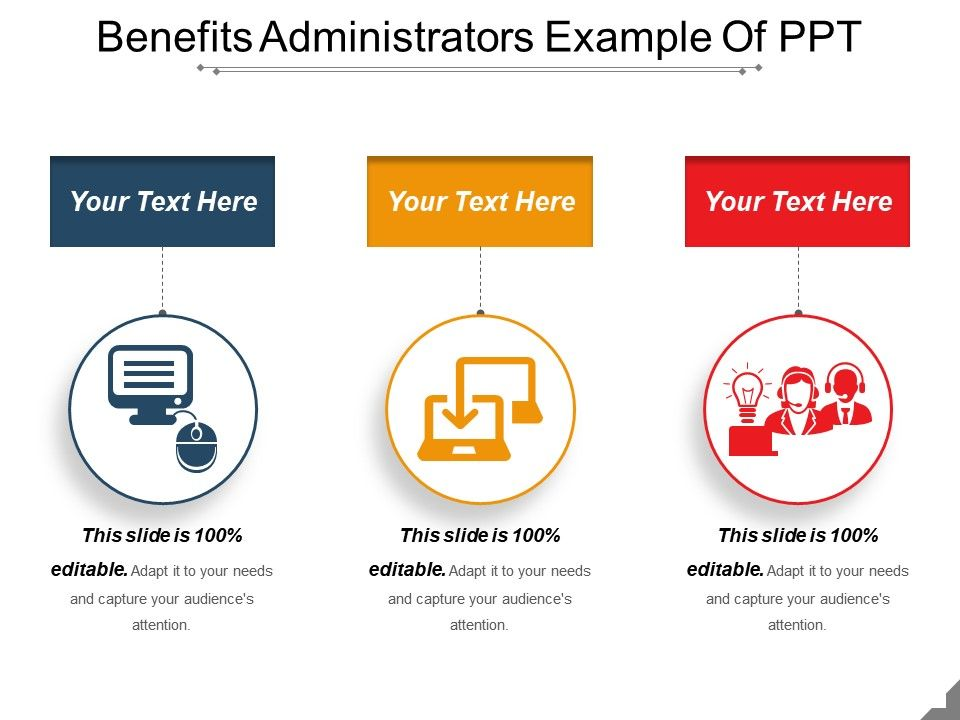 Benefits Administrators Example Of PPT
Your Text Here
Your Text Here
Your Text Here
This slide is 100%
editable. Adapt it to your needs
and capture your audience's
attention.
This slide is 100%
editable. Adapt it to your needs
and capture your audience's
attention.
This slide is 100%
editable. Adapt it to your needs
and capture your audience's
attention.